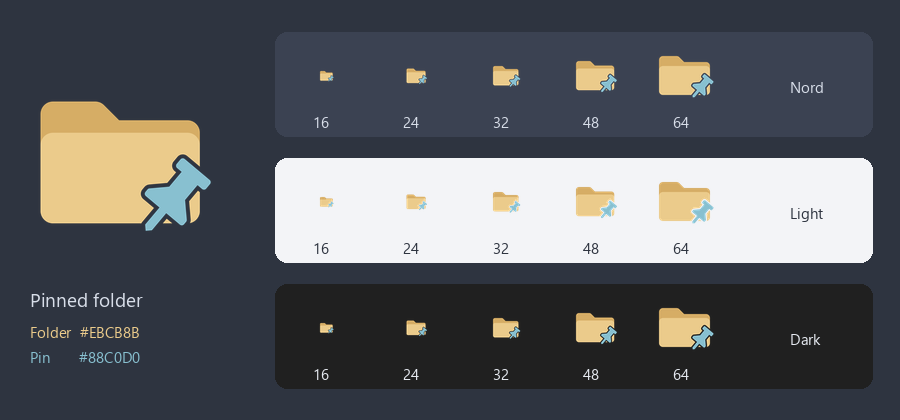 16 24 32 48 64 Nord
16 24 32 48 64 Light
Pinned folder
Folder #EBCB8B
Pin #88C0D0
16 24 32 48 64 Dark